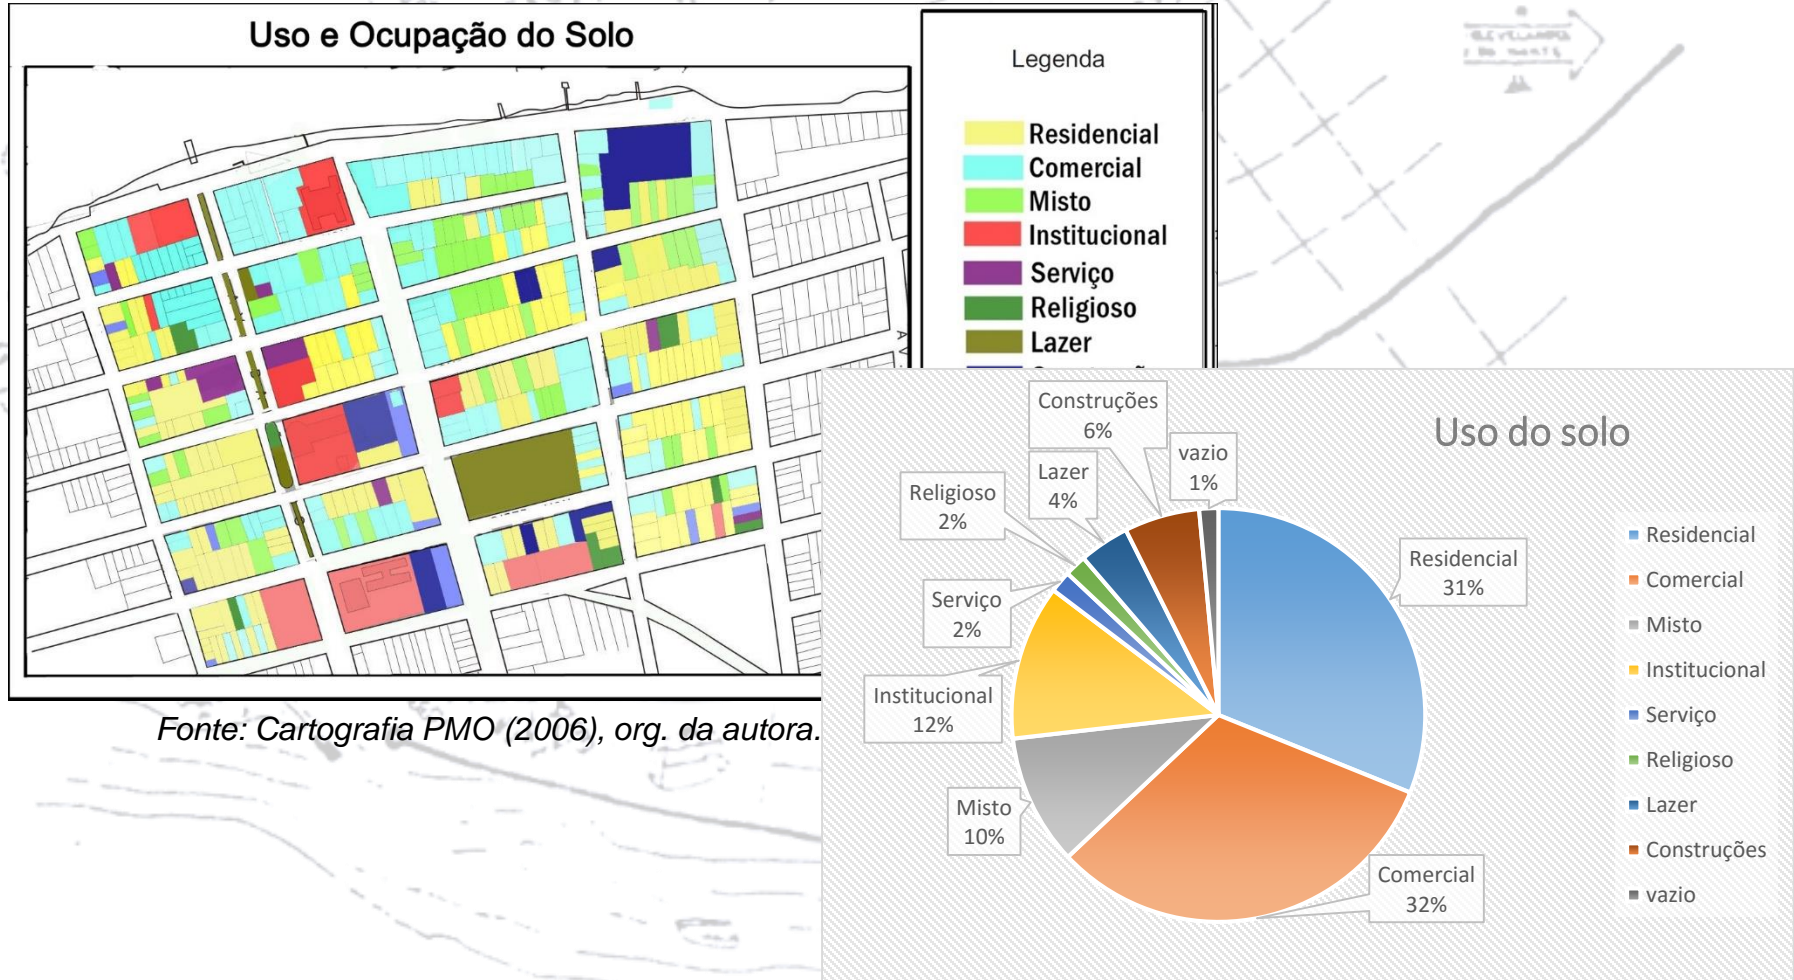 Uso e Ocupação do Solo
Legenda
Residencial
Comercial
Misto
Institucional
Serviço
Religioso
Lazer
Fonte: Cartografia PMO (2006), org. da autora.
Uso do solo
Construções
6%
vazio
1%
Lazer
4%
Religioso
2%
Serviço
2%
Institucional
12%
Misto
10%
Residencial
31%
Comercial
32%
Residencial
Comercial
Misto
Institucional
Serviço
Religioso
Lazer
Construções
vazio